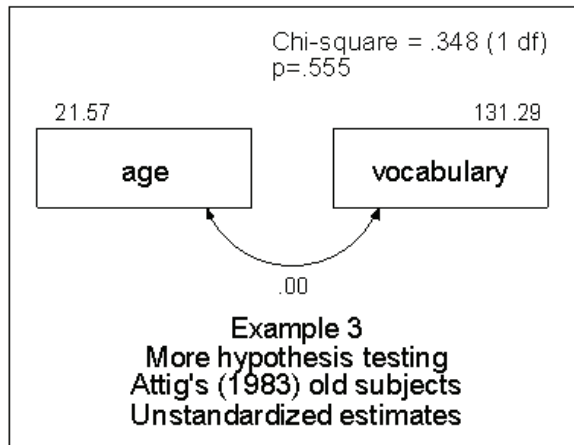 Chi-square = .348 (1 df)
p=.555
21.57
131.29
age
vocabulary
.00
Example 3
More hypothesis testing
Attig's (1983) old subjects
Unstandardized estimates